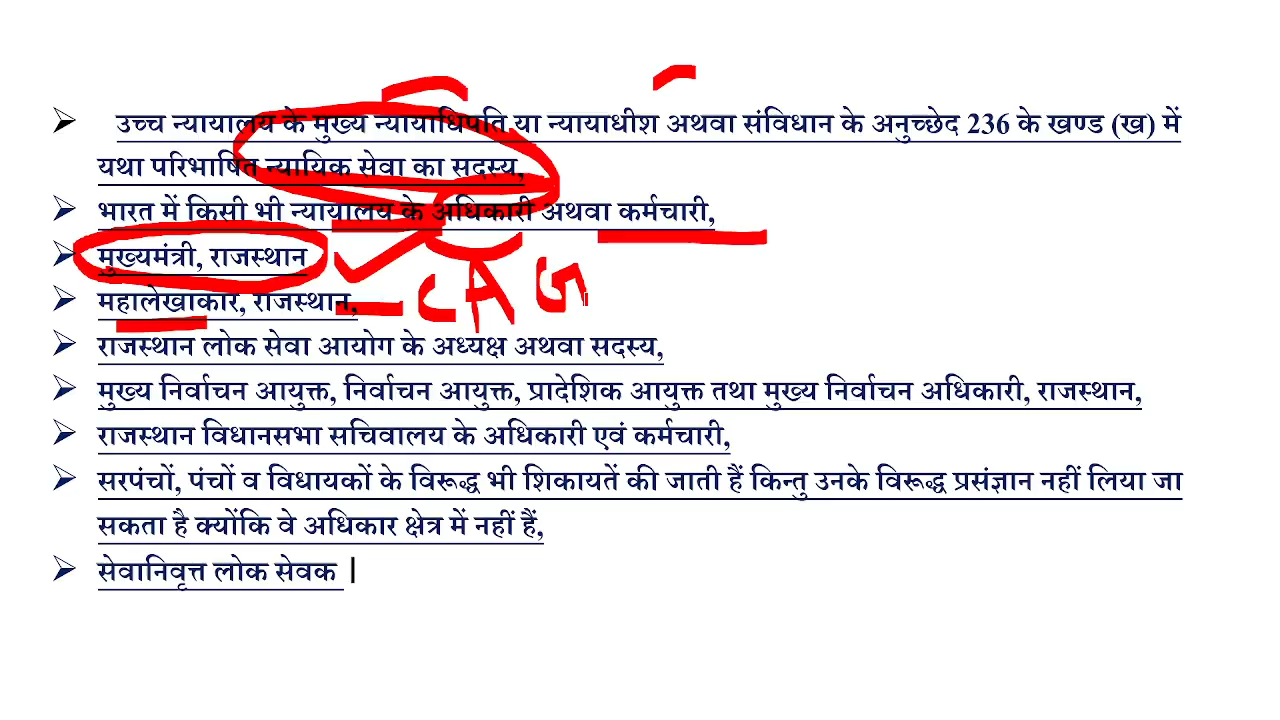 उच्च न्यायालय के मुख्य न्यायाधिपति या न्यायाधीश अथवा संविधान के अनुच्छेद 236 के खण्ड (ख) में
यथा परिभाषित न्यायिक सेवा का सदस्य,
भारत में किसी भी न्यायालय के अधिकारी अथवा कर्मचारी,
मुख्यमंत्री, राजस्थान
महालेखाकार, राजस्थान, CAG
राजस्थान लोक सेवा आयोग के अध्यक्ष अथवा सदस्य,
मुख्य निर्वाचन आयुक्त, निर्वाचन आयुक्त, प्रादेशिक आयुक्त तथा मुख्य निर्वाचन अधिकारी, राजस्थान,
राजस्थान विधानसभा सचिवालय के अधिकारी एवं कर्मचारी,
सरपंचों, पंचों व विधायकों के विरूद्ध भी शिकायतें की जाती हैं किन्तु उनके विरूद्ध प्रसंज्ञान नहीं लिया जा
सकता है क्योंकि वे अधिकार क्षेत्र में नहीं हैं,
सेवानिवृत्त लोक सेवक |